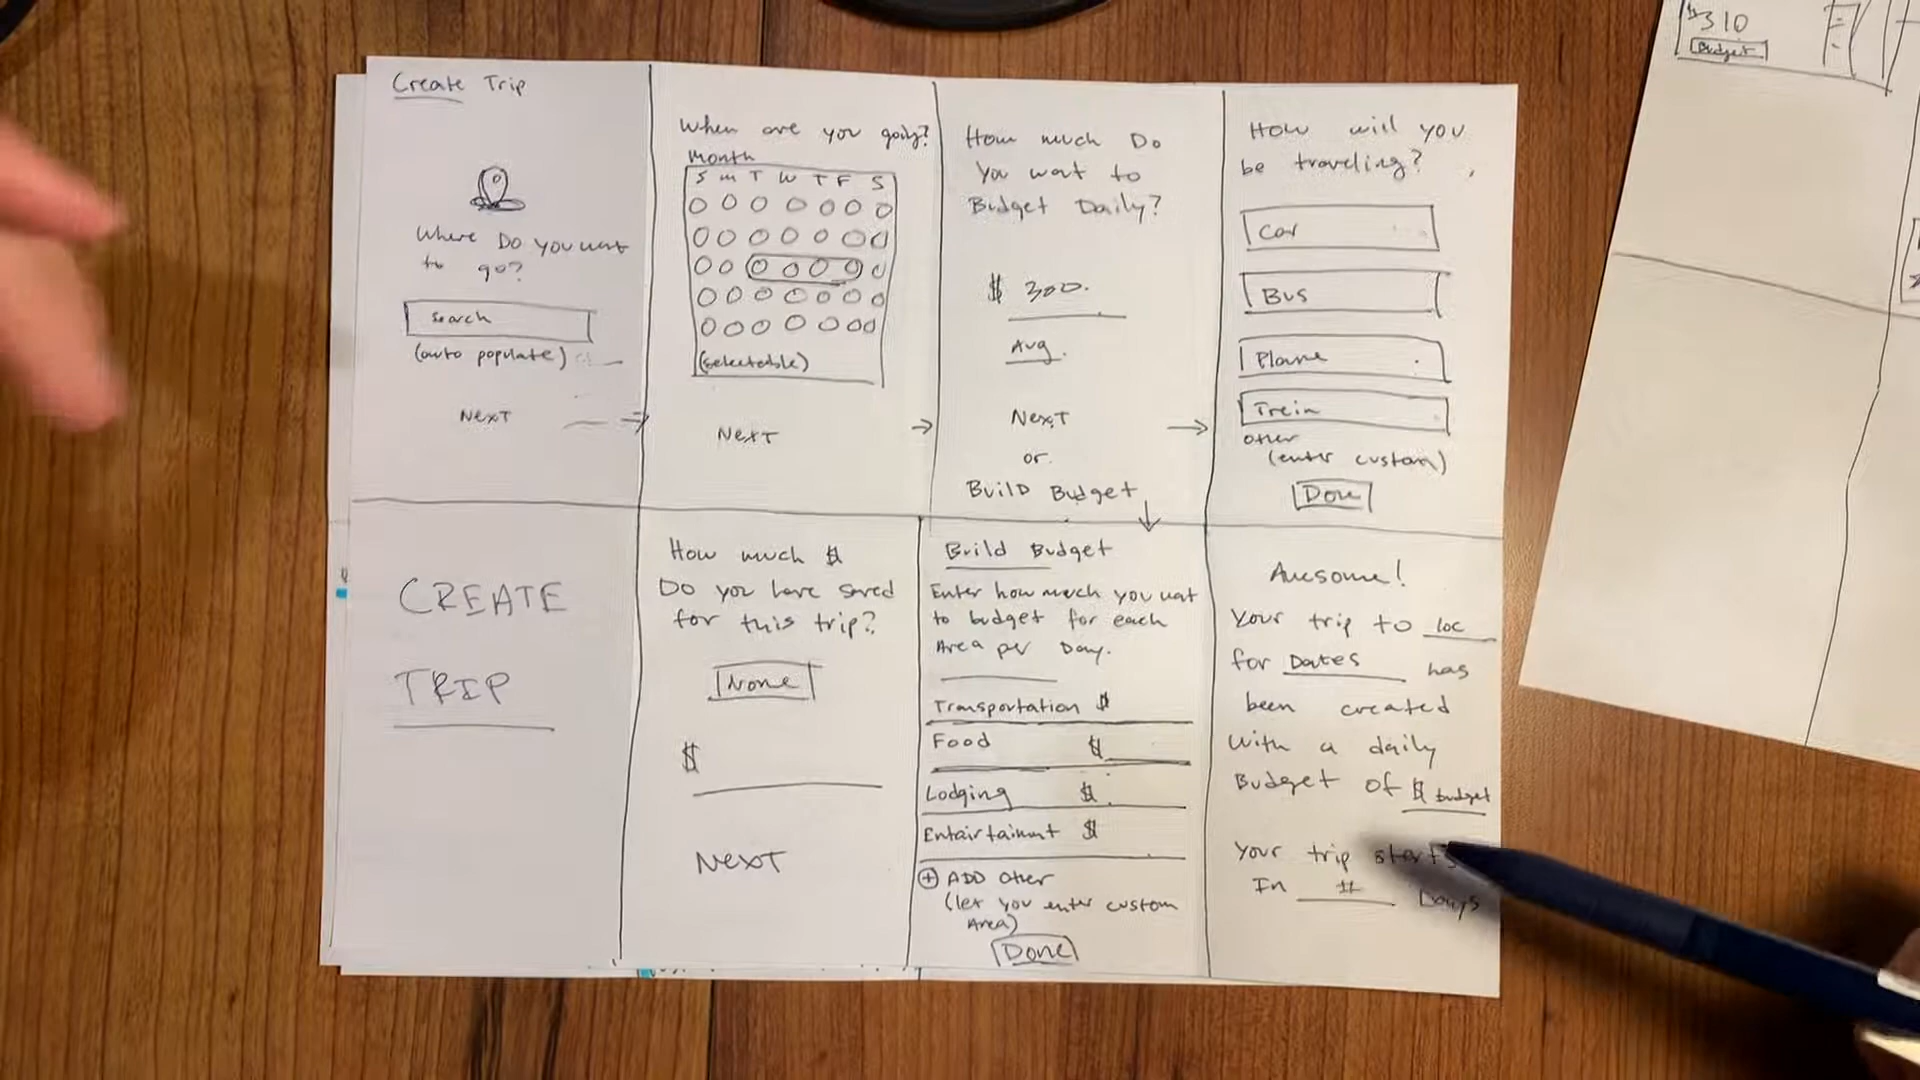 Create Trip
Where Do you want
to go?
Search
(auto populate)
Next
When are you going?
Month
S M T W T F S
(selectable)
Next
How much Do
You want to
Budget Daily?
$ 300.
Avg.
Next
or
Build Budget
How will you
be traveling?
Car
Bus
Plane
Train
other
(enter custom)
Done
CREATE
TRIP
How much $
Do you have saved
for this trip?
None
$
Next
Build Budget
Enter how much you want
to budget for each
Area per Day.
Transportation $
Food $
Lodging $
Entairtainment $
+ ADD Other
(let you enter custom
Area)
Done
Awesome!
Your trip to loc
for Dates has
been created
with a daily
Budget of $ budget
Your trip starts
In # Days
$310
Budget